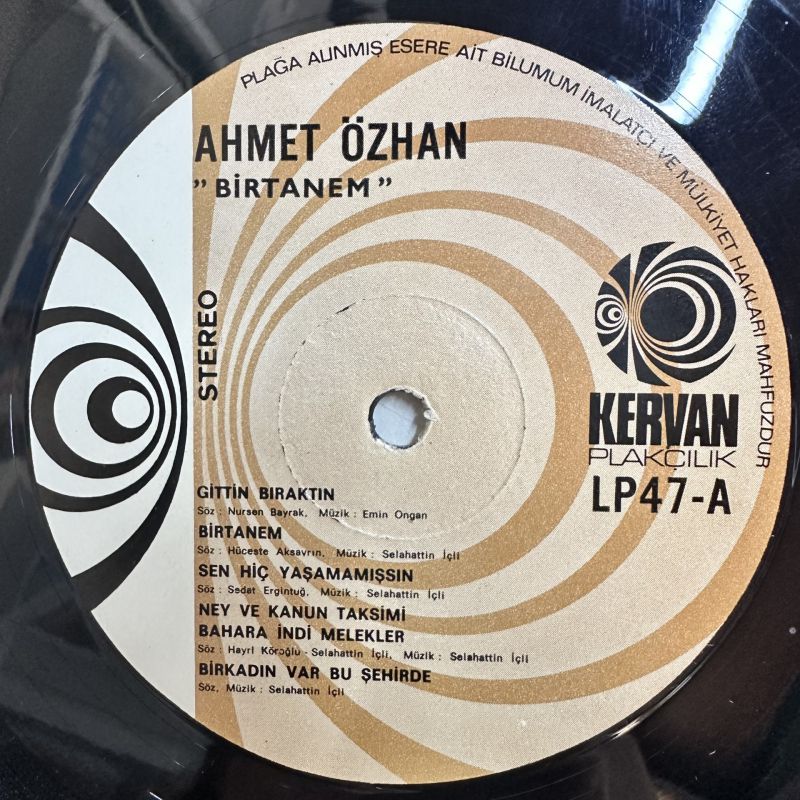 PLAĞA ALINMIŞ ESERE AİT BİLUMUM İMALATÇI VE MÜLKİYET HAKLARI MAHFUZDUR
AHMET ÖZHAN
" BİRTANEM "
STEREO
KERVAN
PLAKÇILIK
LP47-A
GİTTİN BIRAKTIN
Söz : Nursen Bayrak, Müzik : Emin Ongan
BİRTANEM
Söz : Hüceste Aksavrın, Müzik : Selahattin İçli
SEN HİÇ YAŞAMAMIŞSIN
Söz : Sedat Ergintuğ, Müzik : Selahattin İçli
NEY VE KANUN TAKSİMİ
BAHARA İNDİ MELEKLER
Söz : Hayri Köroğlu - Selahattin İçli, Müzik : Selahattin İçli
BİRKADIN VAR BU ŞEHİRDE
Söz, Müzik : Selahattin İçli